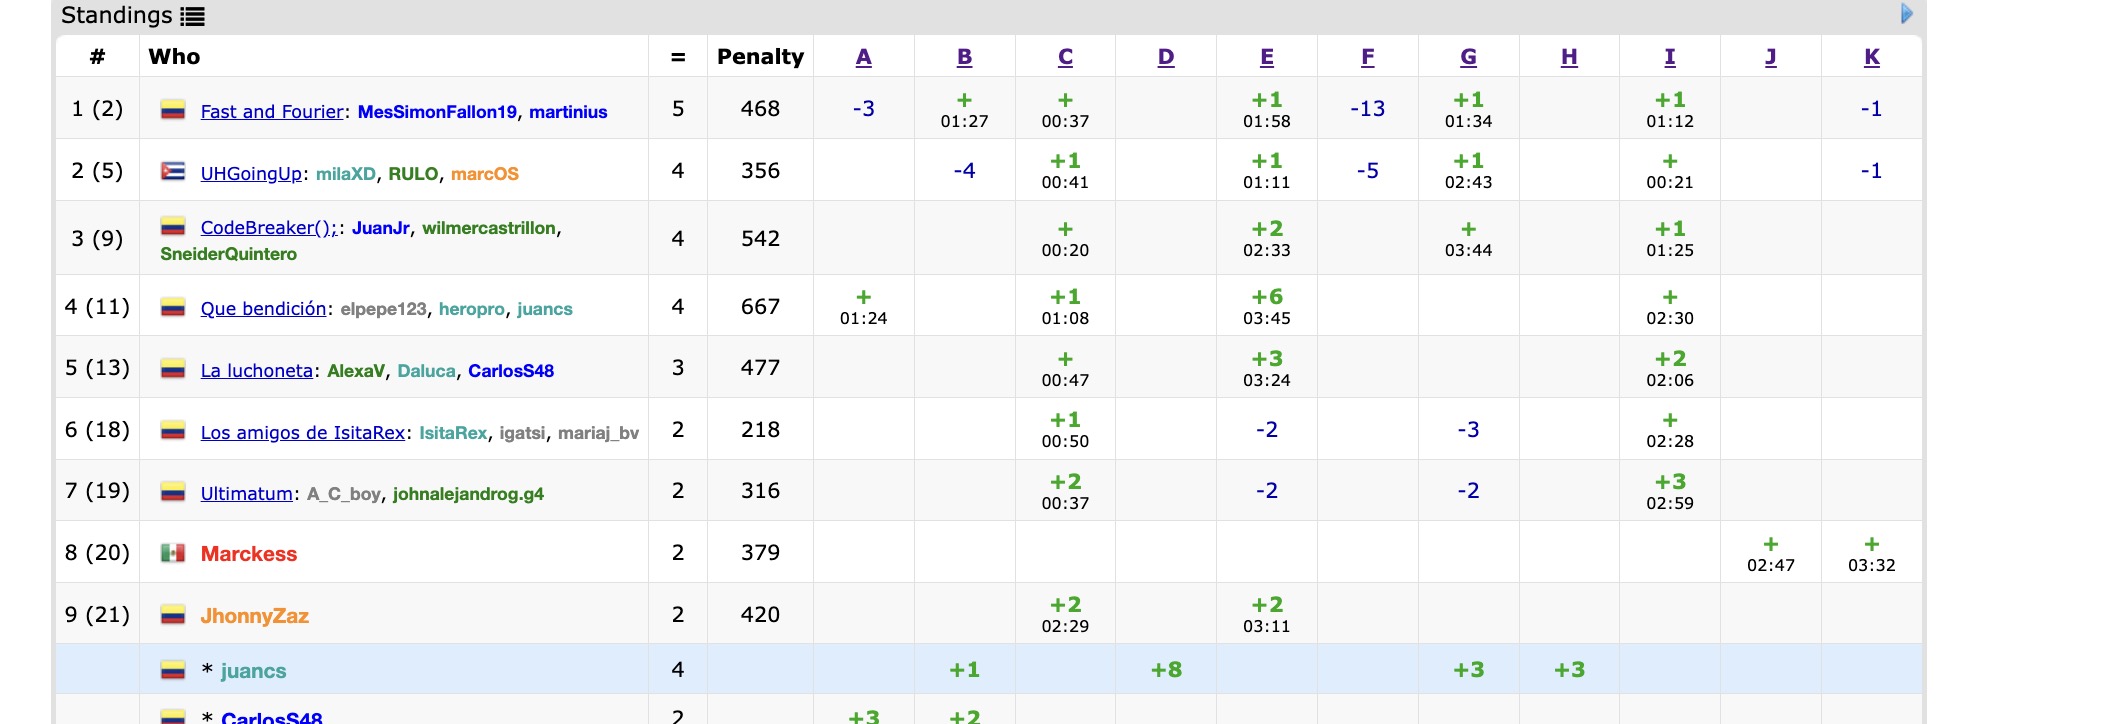 Standings
# Who = Penalty A B C D E F G H I J K
1 (2) Fast and Fourier: MesSimonFallon19, martinius 5 468 -3 + -13 -1
01:27 00:37 01:58 01:34 01:12
+ +1 +1 +1
2 (5) UHGoingUp: milaXD, RULO, marcOS 4 356 -4 +1 +1 -5 +1 + -1
00:41 01:11 02:43 00:21
3 (9) CodeBreaker();: JuanJr, wilmercastrillon, 4 542 + +2 + +1
SneiderQuintero 00:20 02:33 03:44 01:25
4 (11) Que bendición: elpepe123, heropro, juancs 4 667 + +1 +6 +
01:24 01:08 03:45 02:30
5 (13) La luchoneta: AlexaV, Daluca, CarlosS48 3 477 + +3 +2
00:47 03:24 02:06
6 (18) Los amigos de IsitaRex: IsitaRex, igatsi, mariaj_bv 2 218 +1 -2 -3 +
00:50 02:28
7 (19) Ultimatum: A_C_boy, johnalejandrog.g4 2 316 +2 -2 -2 +3
00:37 02:59
8 (20) Marckess 2 379 + +
02:47 03:32
9 (21) JhonnyZaz 2 420 +2 +2
02:29 03:11
* juancs 4 +1 +8 +3 +3
* CarlosS48 2 +3 +2